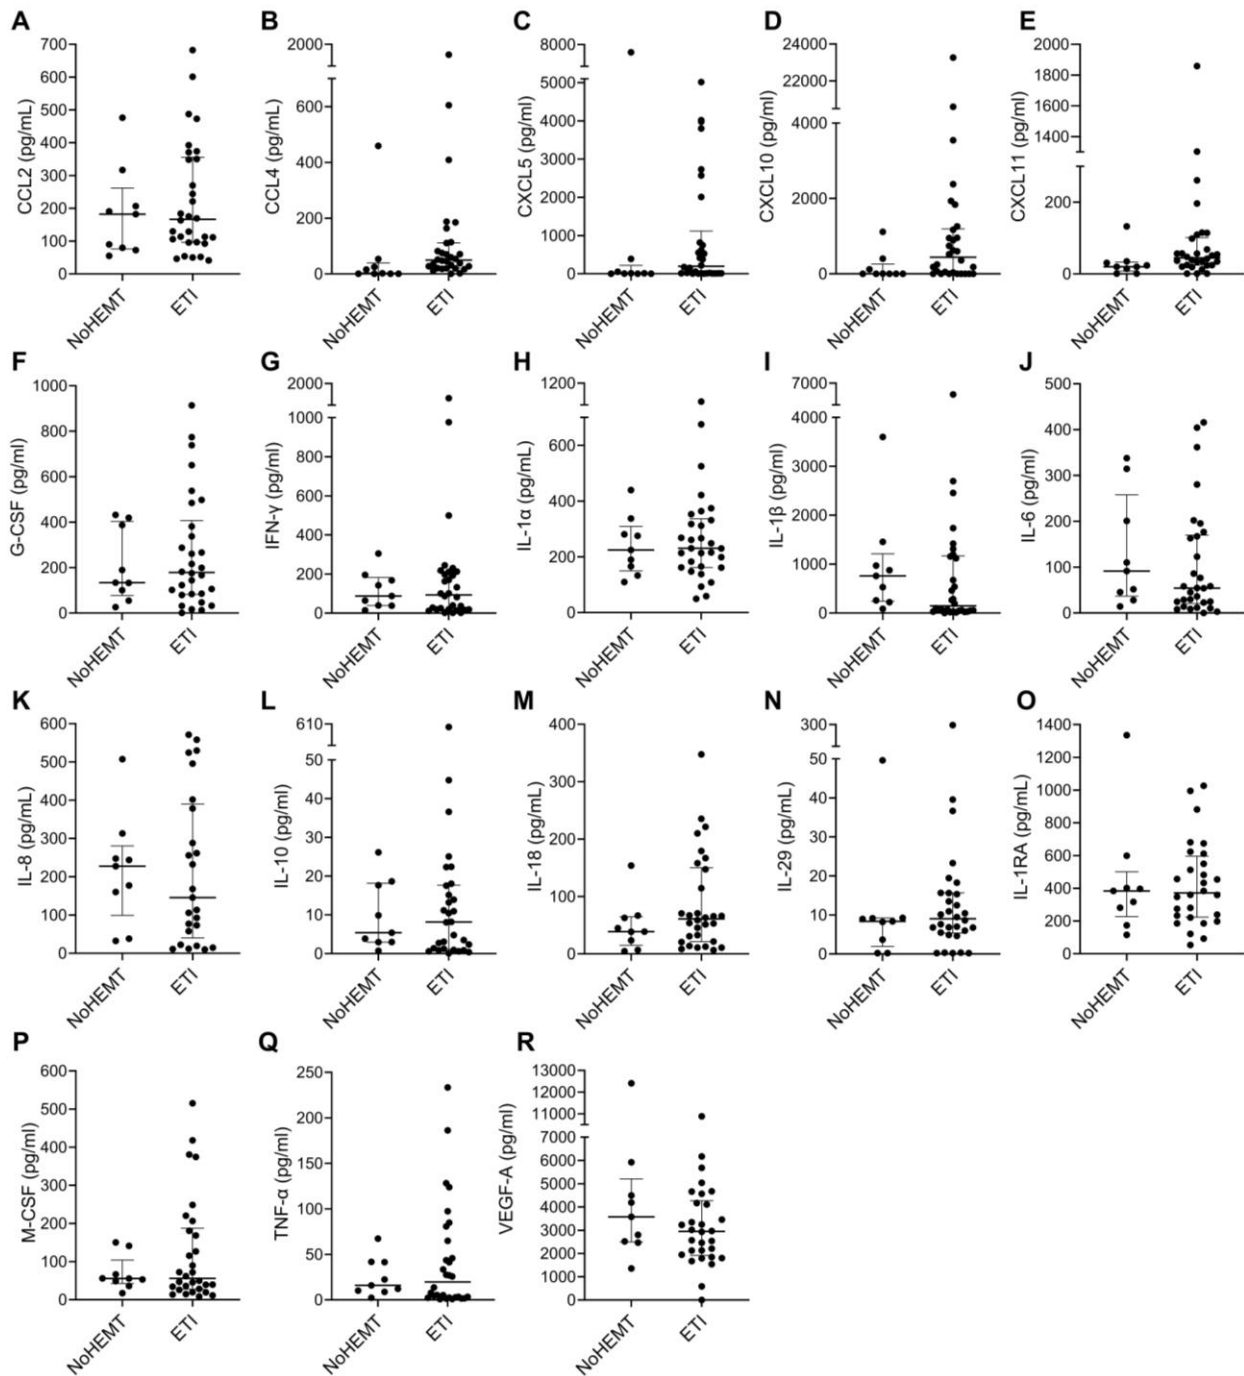 A
CCL2 (pg/mL)
700
600
500
400
300
200
100
0
NoHEMT
ETI
B
CCL4 (pg/mL)
2000
600
400
200
0
NoHEMT
ETI
C
CXCL5 (pg/ml)
8000
5000
4000
3000
2000
1000
0
NoHEMT
ETI
D
CXCL10 (pg/ml)
24000
22000
4000
2000
0
NoHEMT
ETI
E
CXCL11 (pg/ml)
2000
1800
1600
1400
200
0
NoHEMT
ETI
F
G-CSF (pg/ml)
1000
800
600
400
200
0
NoHEMT
ETI
G
IFN-γ (pg/ml)
2000
1000
800
600
400
200
0
NoHEMT
ETI
H
IL-1α (pg/mL)
1200
600
400
200
0
NoHEMT
ETI
I
IL-1β (pg/mL)
7000
4000
3000
2000
1000
0
NoHEMT
ETI
J
IL-6 (pg/ml)
500
400
300
200
100
0
NoHEMT
ETI
K
IL-8 (pg/mL)
600
500
400
300
200
100
0
NoHEMT
ETI
L
IL-10 (pg/ml)
610
50
40
30
20
10
0
NoHEMT
ETI
M
IL-18 (pg/mL)
400
300
200
100
0
NoHEMT
ETI
N
IL-29 (pg/ml)
300
50
40
30
20
10
0
NoHEMT
ETI
O
IL-1RA (pg/mL)
1400
1200
1000
800
600
400
200
0
NoHEMT
ETI
P
M-CSF (pg/ml)
600
500
400
300
200
100
0
NoHEMT
ETI
Q
TNF-α (pg/ml)
250
200
150
100
50
0
NoHEMT
ETI
R
VEGF-A (pg/ml)
13000
12000
11000
10000
7000
6000
5000
4000
3000
2000
1000
0
NoHEMT
ETI